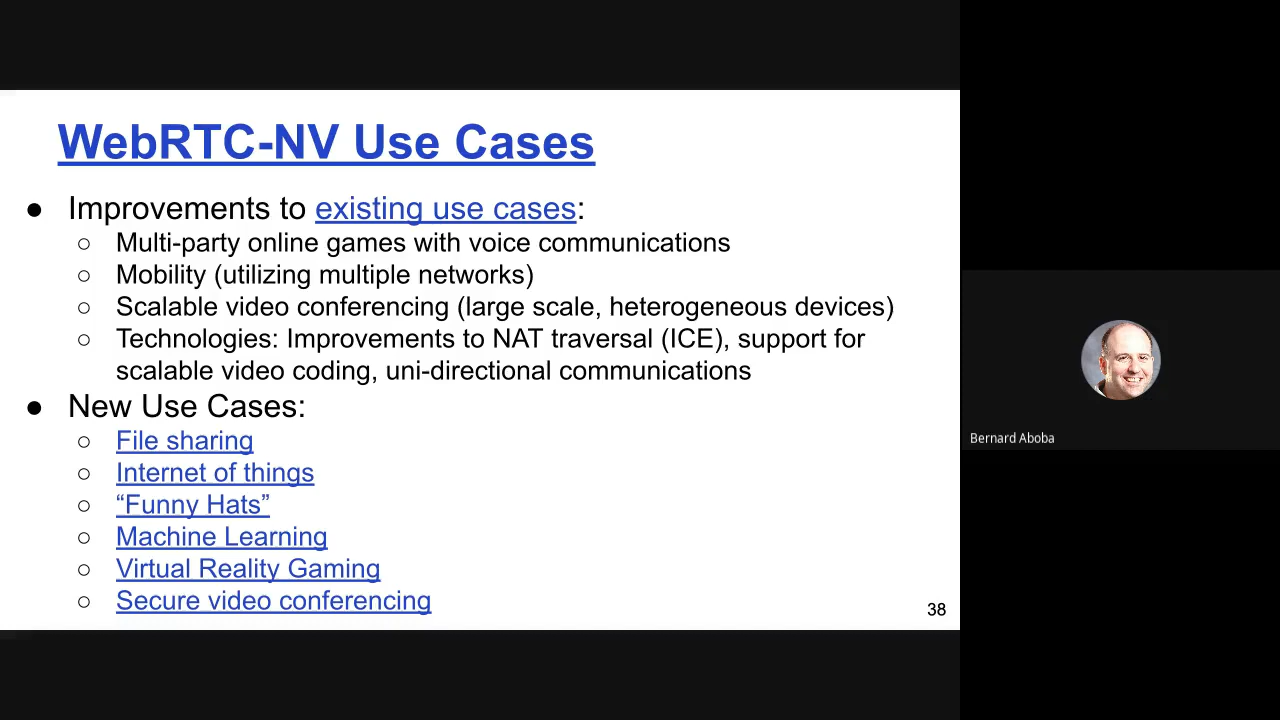 WebRTC-NV Use Cases
● Improvements to existing use cases:
○ Multi-party online games with voice communications
○ Mobility (utilizing multiple networks)
○ Scalable video conferencing (large scale, heterogeneous devices)
○ Technologies: Improvements to NAT traversal (ICE), support for
scalable video coding, uni-directional communications
● New Use Cases:
○ File sharing
○ Internet of things
○ “Funny Hats”
○ Machine Learning
○ Virtual Reality Gaming
○ Secure video conferencing
38
Bernard Aboba